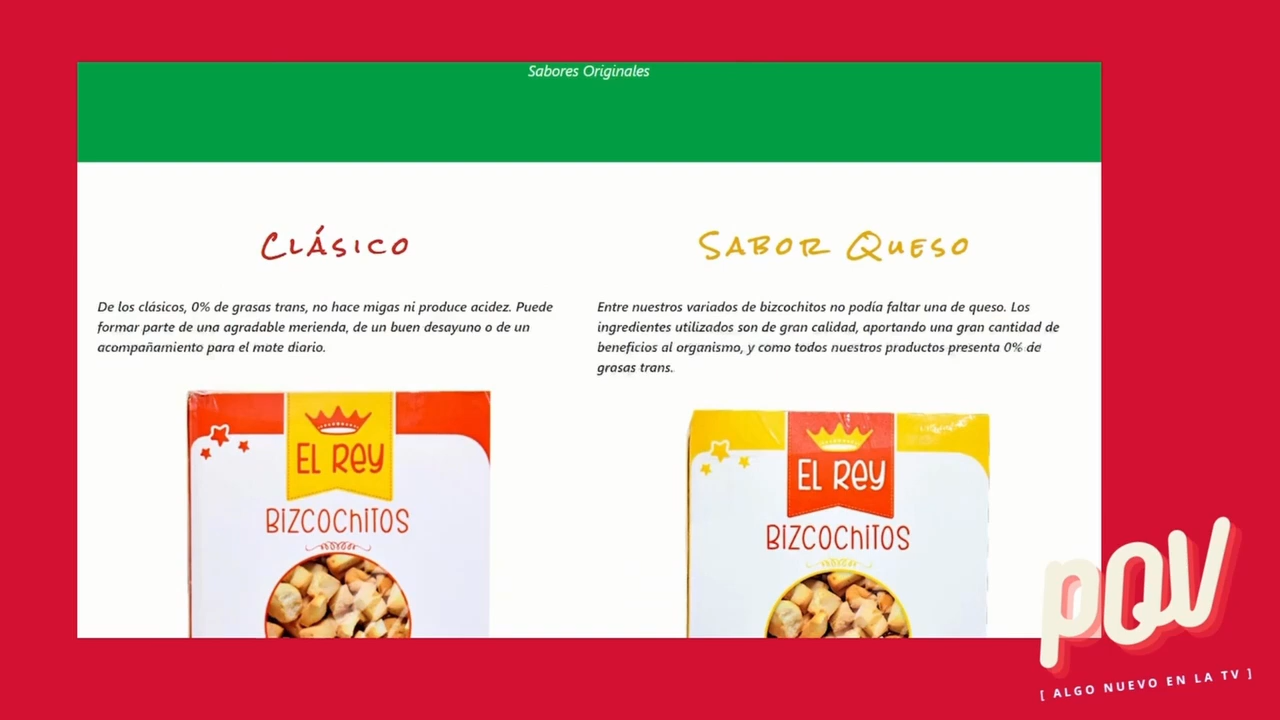 Sabores Originales
Clásico
De los clásicos, 0% de grasas trans, no hace migas ni produce acidez. Puede
formar parte de una agradable merienda, de un buen desayuno o de un
acompañamiento para el mate diario.
EL REY
BIZCOCHITOS
Sabor Queso
Entre nuestros variados de bizcochitos no podía faltar una de queso. Los
ingredientes utilizados son de gran calidad, aportando una gran cantidad de
beneficios al organismo, y como todos nuestros productos presenta 0% de
grasas trans.
EL REY
BIZCOCHITOS
PQV
[ ALGO NUEVO EN LA TV ]